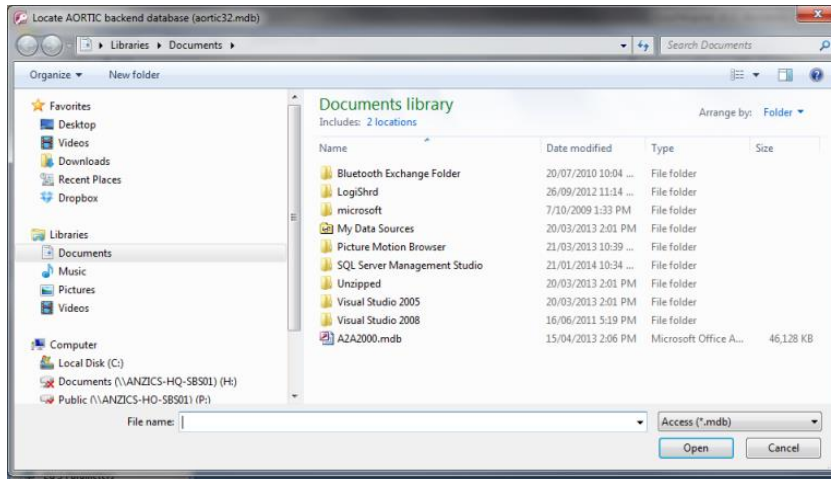 Locate AORTIC backend database (aortic32.mdb)
Libraries Documents Search Documents
Organize New folder
Favorites
Desktop
Videos
Downloads
Recent Places
Dropbox
Libraries
Documents
Music
Pictures
Videos
Computer
Local Disk (C:)
Documents (\\ANZICS-HQ-SBS01) (H:)
Public (\\ANZICS-HQ-SBS01) (P:)
Documents library
Includes: 2 locations
Arrange by: Folder
Name Date modified Type Size
Bluetooth Exchange Folder 20/07/2010 10:04 ... File folder
LogiShrd 26/09/2012 11:14 ... File folder
microsoft 7/10/2009 1:33 PM File folder
My Data Sources 20/03/2013 2:01 PM File folder
Picture Motion Browser 21/03/2013 10:39 ... File folder
SQL Server Management Studio 21/01/2014 10:34 ... File folder
Unzipped 20/03/2013 2:01 PM File folder
Visual Studio 2005 20/03/2013 2:01 PM File folder
Visual Studio 2008 16/06/2011 5:19 PM File folder
A2A2000.mdb 15/04/2013 2:06 PM Microsoft Office A... 46,128 KB
File name: Access (*.mdb)
Open Cancel